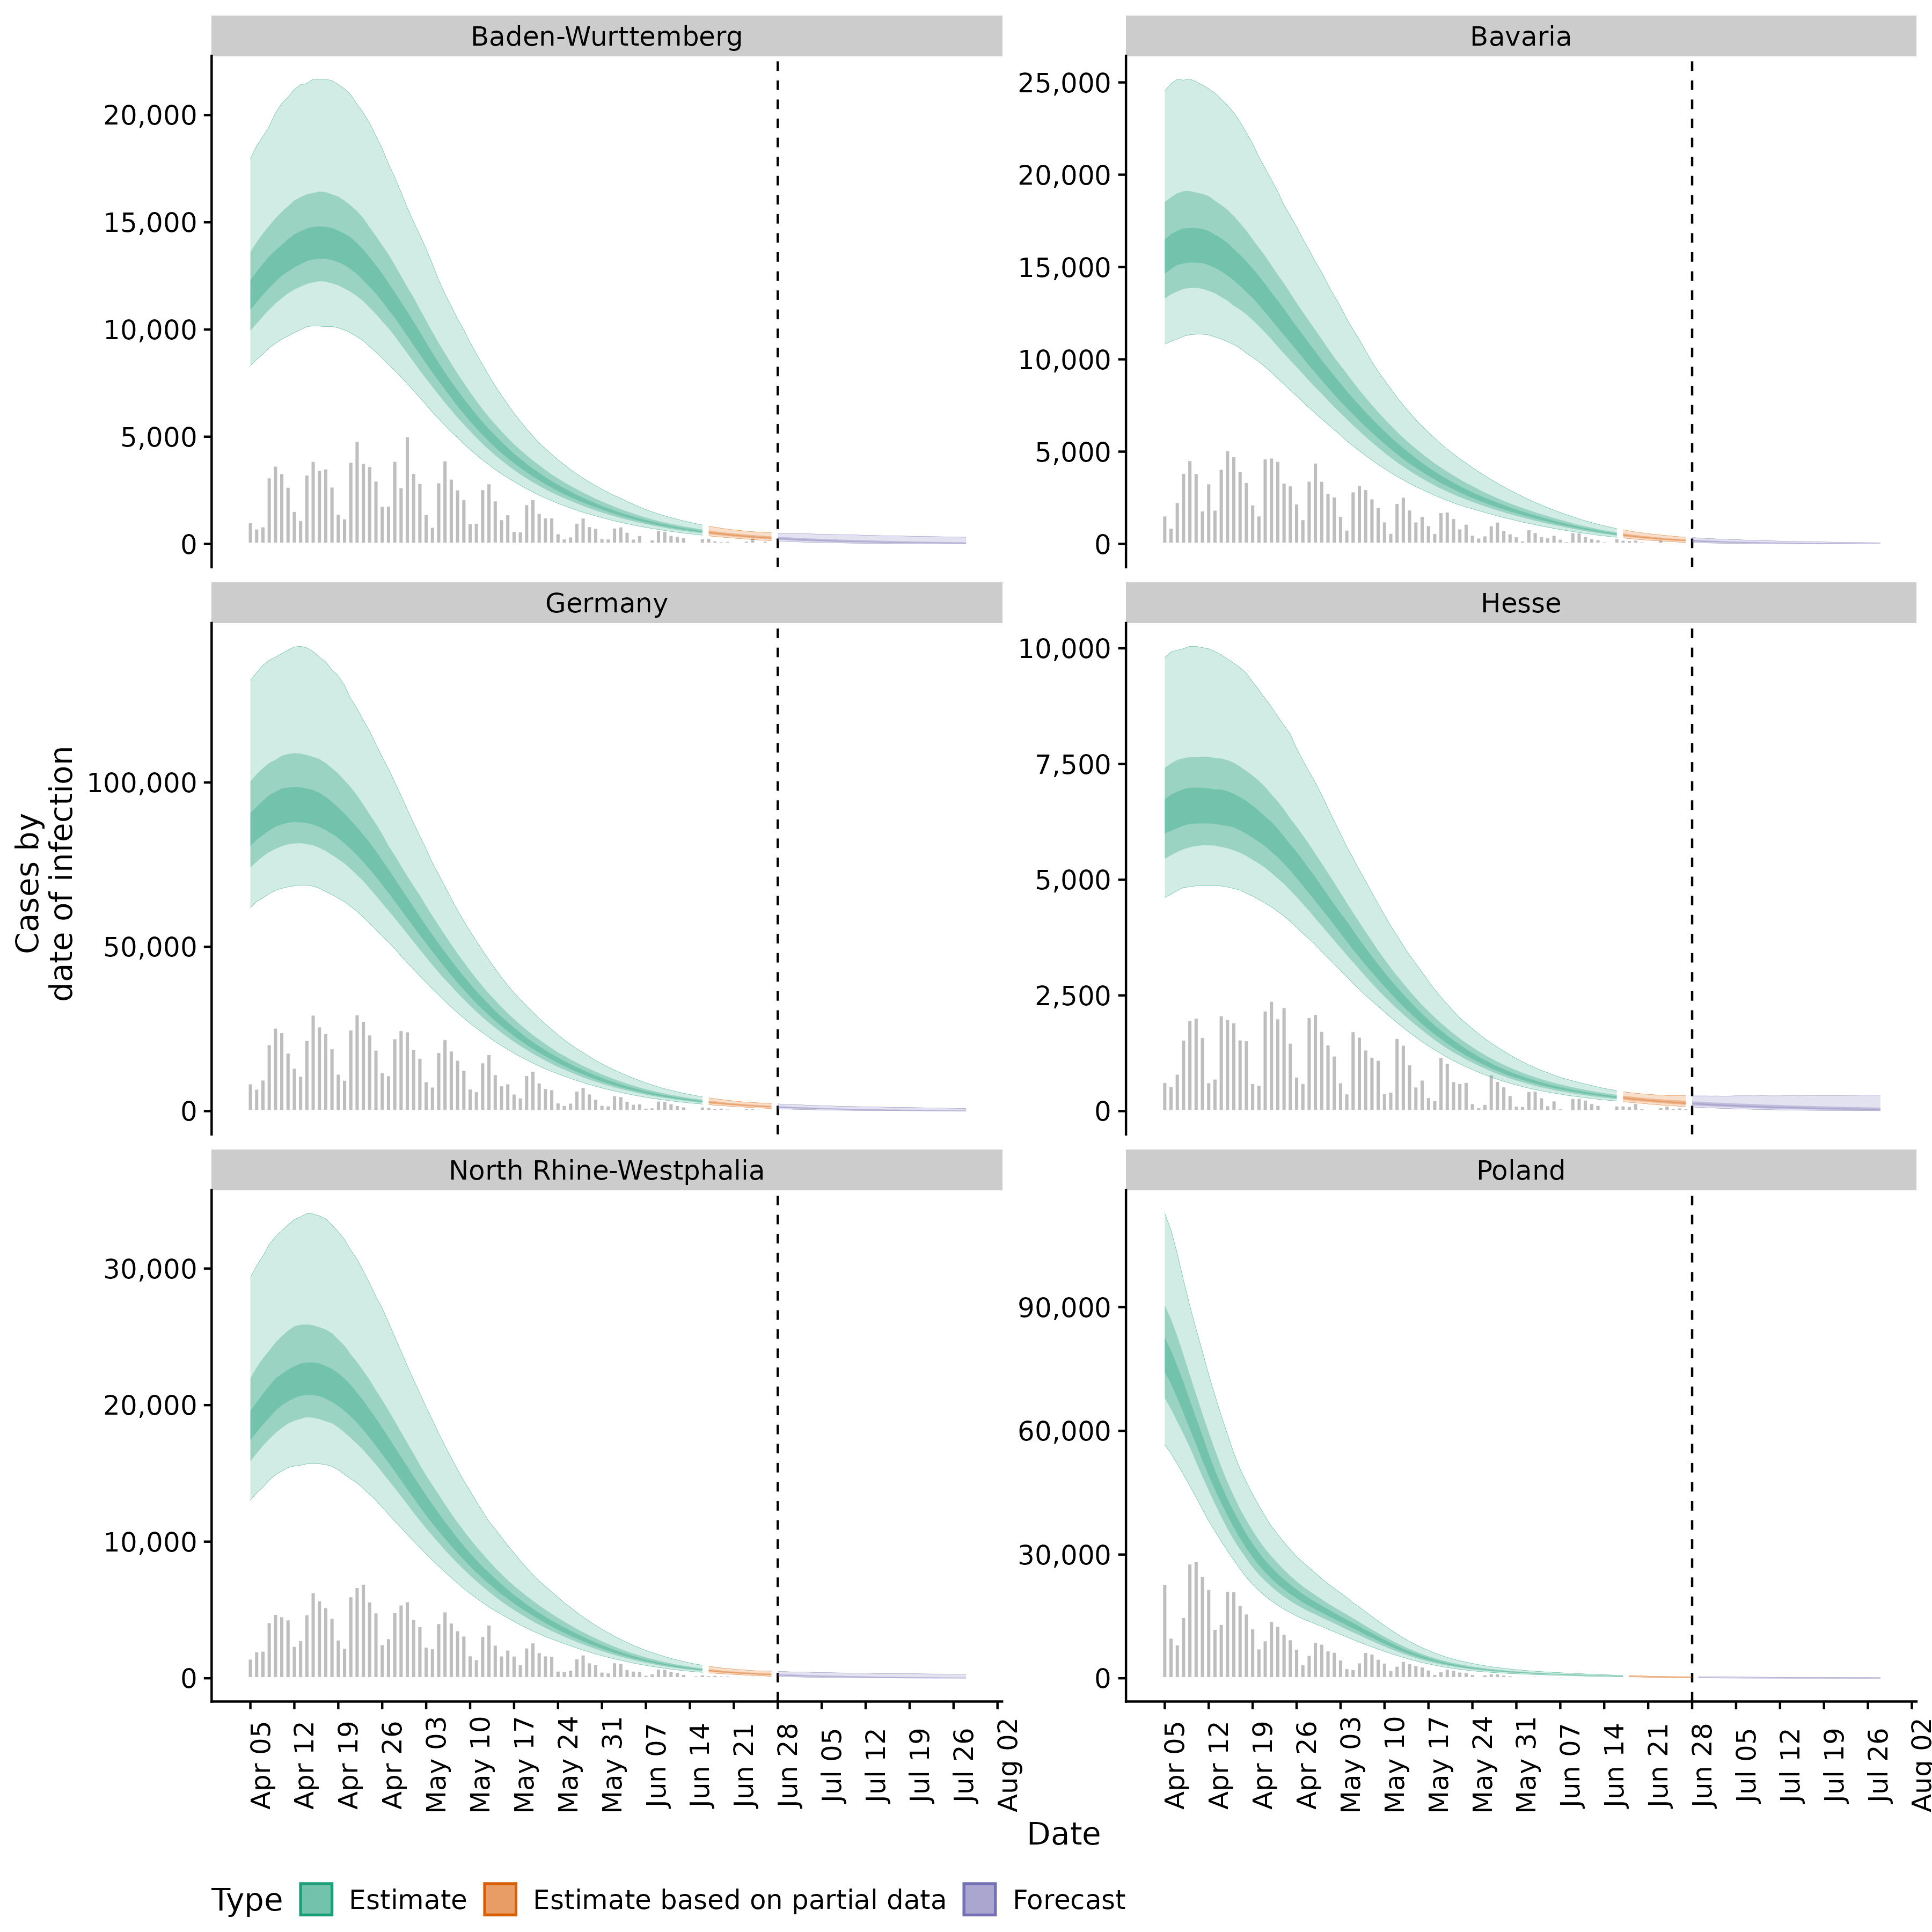 Baden-Wurttemberg
20,000
15,000
10,000
5,000
0
Bavaria
25,000
20,000
15,000
10,000
5,000
0
Cases by
date of infection
Germany
100,000
50,000
0
Hesse
10,000
7,500
5,000
2,500
0
North Rhine-Westphalia
30,000
20,000
10,000
0
Poland
90,000
60,000
30,000
0
Apr 05
Apr 12
Apr 19
Apr 26
May 03
May 10
May 17
May 24
May 31
Jun 07
Jun 14
Jun 21
Jun 28
Jul 05
Jul 12
Jul 19
Jul 26
Aug 02
Apr 05
Apr 12
Apr 19
Apr 26
May 03
May 10
May 17
May 24
May 31
Jun 07
Jun 14
Jun 21
Jun 28
Jul 05
Jul 12
Jul 19
Jul 26
Aug 02
Date
Type Estimate Estimate based on partial data Forecast